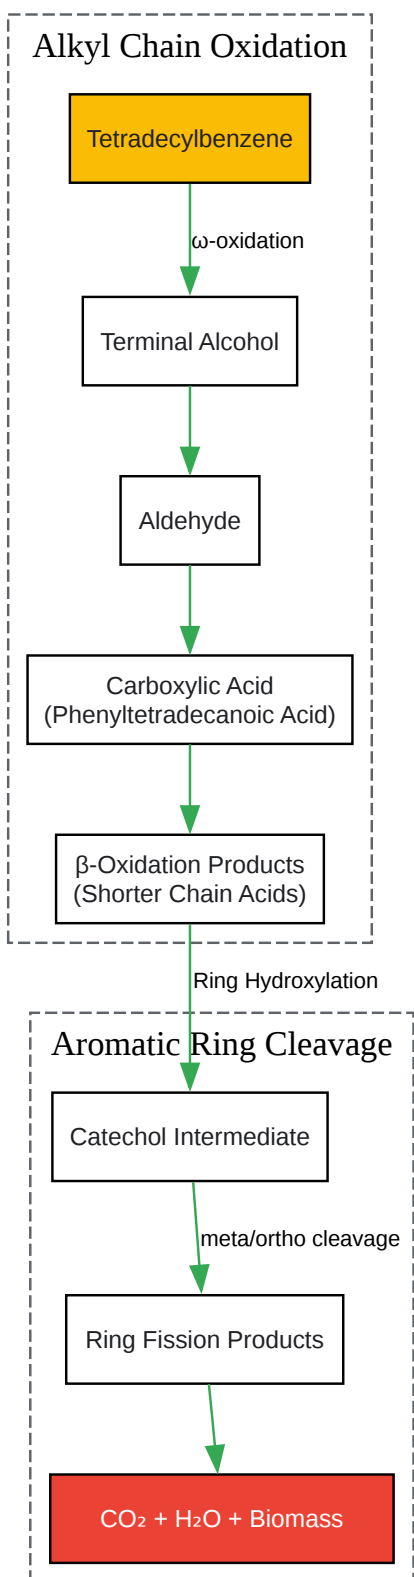 Alkyl Chain Oxidation
Tetradecylbenzene
ω-oxidation
Terminal Alcohol
Aldehyde
Carboxylic Acid
(Phenyltetradecanoic Acid)
β-Oxidation Products
(Shorter Chain Acids)
Ring Hydroxylation
Aromatic Ring Cleavage
Catechol Intermediate
meta/ortho cleavage
Ring Fission Products
CO₂ + H₂O + Biomass